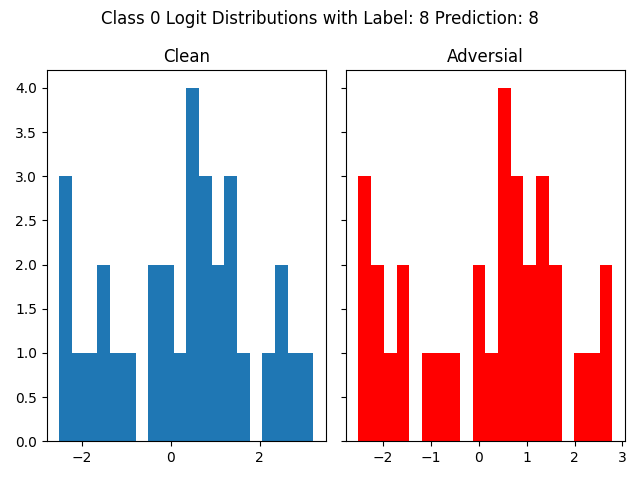 Class 0 Logit Distributions with Label: 8 Prediction: 8
Clean
Adversial
4.0
3.5
3.0
2.5
2.0
1.5
1.0
0.5
0.0
−2 0 2
−2 −1 0 1 2 3